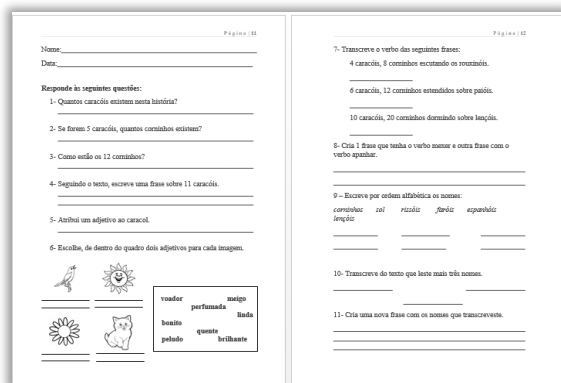 Página | 11
Nome:
Data:
Responde às seguintes questões:
1- Quantos caracóis existem nesta história?
2- Se forem 5 caracóis, quantos corninhos existem?
3- Como estão os 12 corninhos?
4- Seguindo o texto, escreve uma frase sobre 11 caracóis.
5- Atribui um adjetivo ao caracol.
6- Escolhe, de dentro do quadro dois adjetivos para cada imagem.
voador meigo
perfumada
linda
bonito
quente
peludo brilhante
Página | 12
7- Transcreve o verbo das seguintes frases:
4 caracóis, 8 corninhos escutando os rouxinóis.
6 caracóis, 12 corninhos estendidos sobre paióis.
10 caracóis, 20 corninhos dormindo sobre lençóis.
8- Cria 1 frase que tenha o verbo mexer e outra frase com o
verbo apanhar.
9 – Escreve por ordem alfabética os nomes:
corninhos sol rissóis faróis espanhóis
lençóis
10- Transcreve do texto que leste mais três nomes.
11- Cria uma nova frase com os nomes que transcreveste.